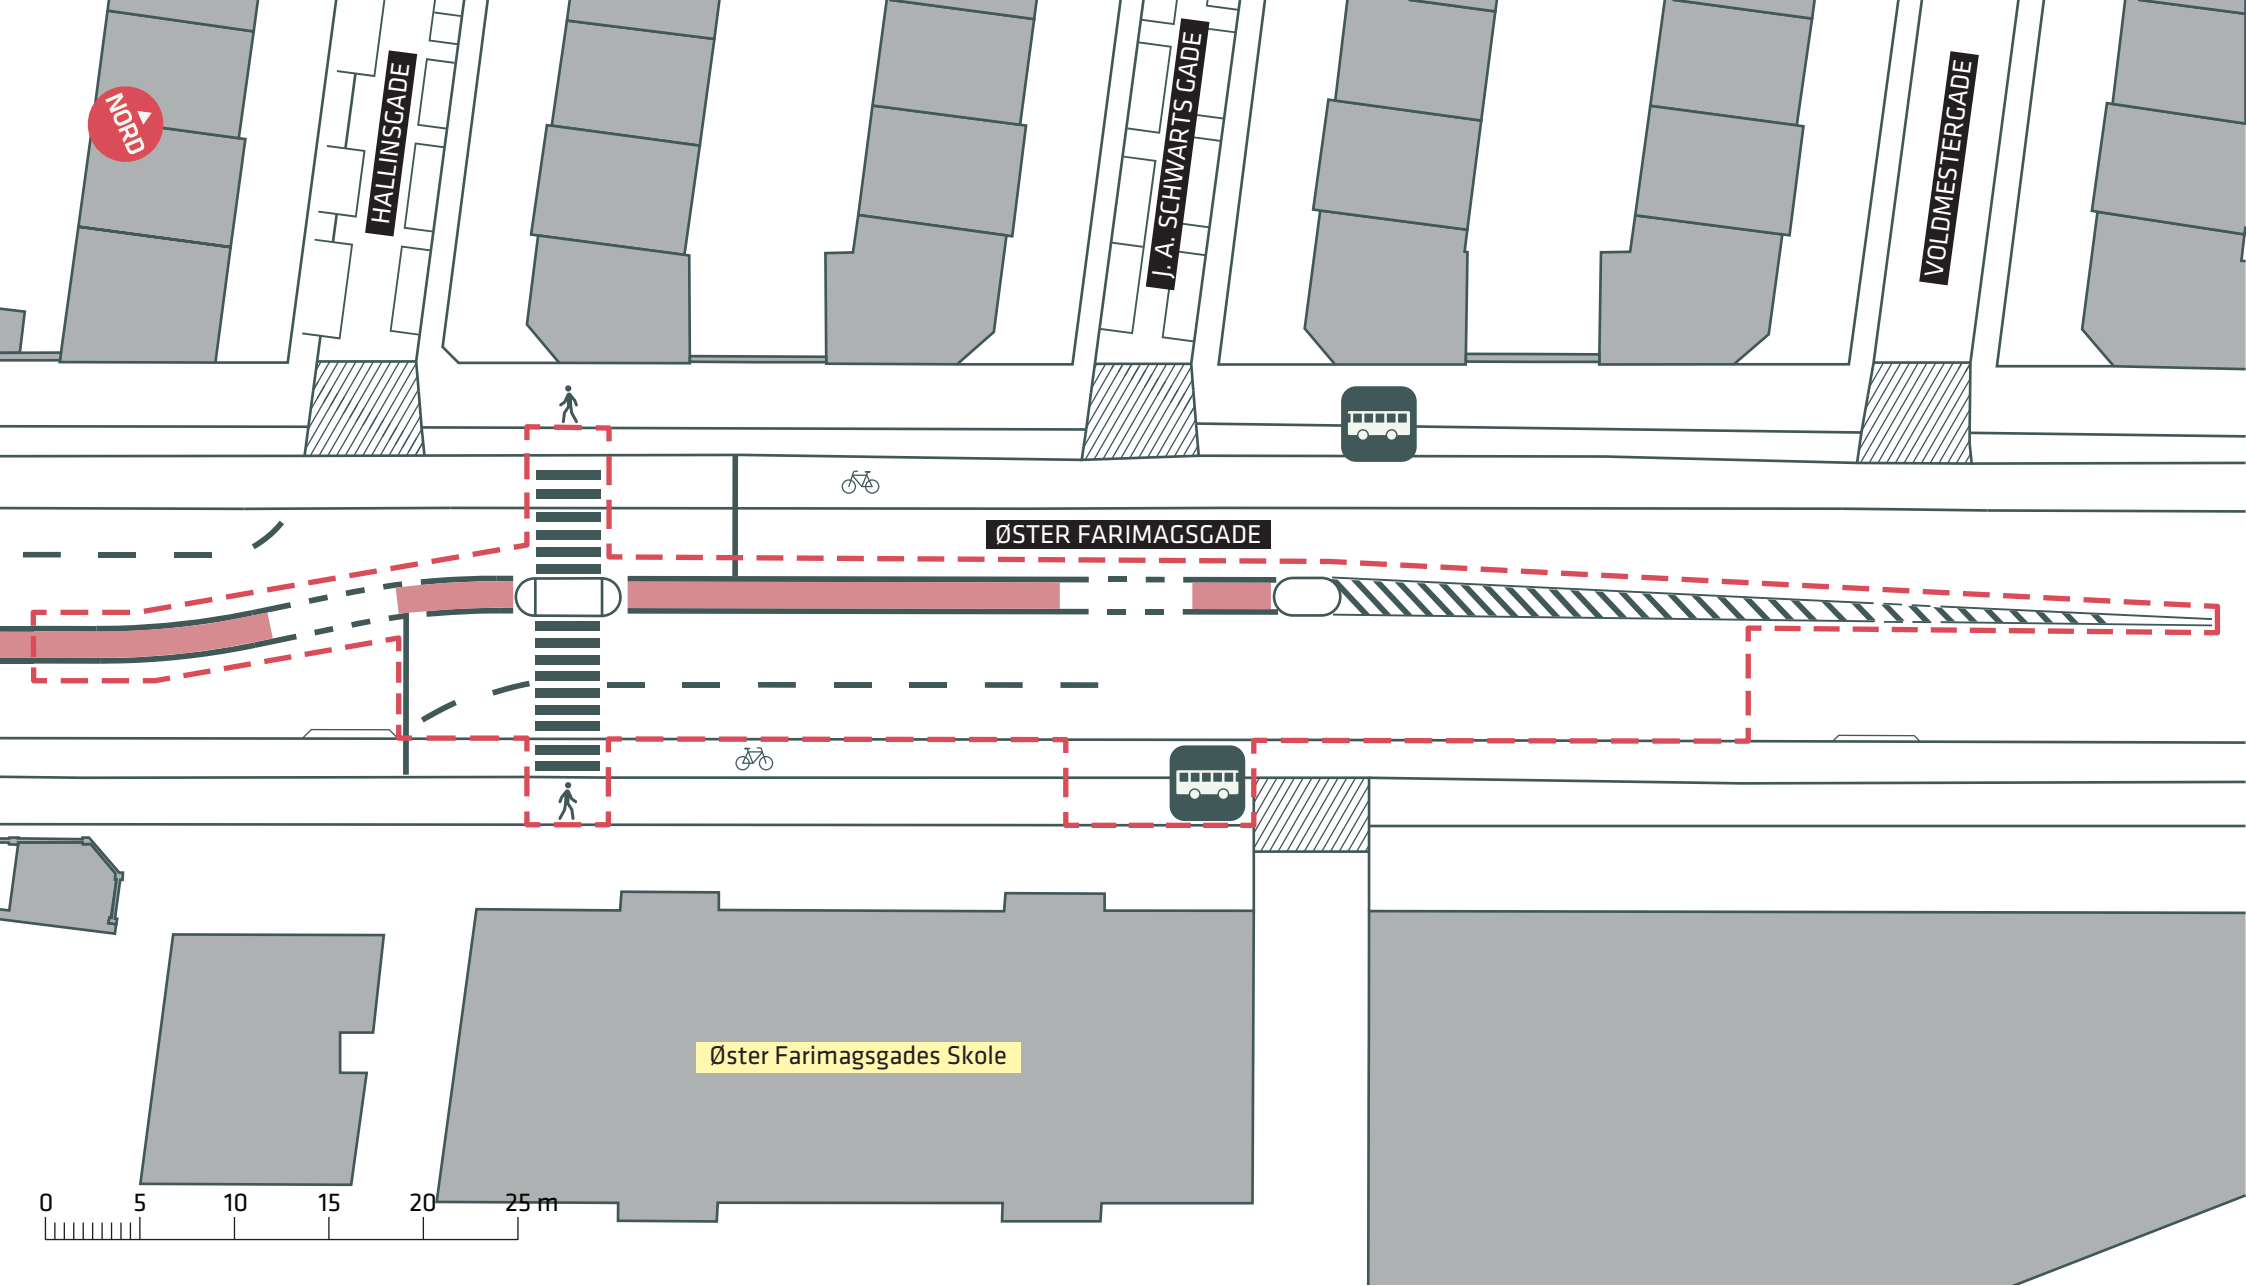 NORD
HALLINSGADE
J. A. SCHWARTS GADE
VOLDMESTERGADE
ØSTER FARIMAGSGADE
Øster Farimagsgades Skole
0 5 10 15 20 25 m